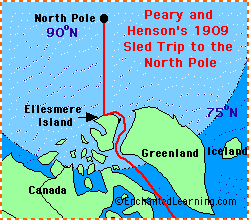 North Pole
90°N
Peary and
Henson's 1909
Sled Trip to the
North Pole
Ellesmere
Island
75°N
Greenland
Iceland
Canada
©EnchantedLearning.com